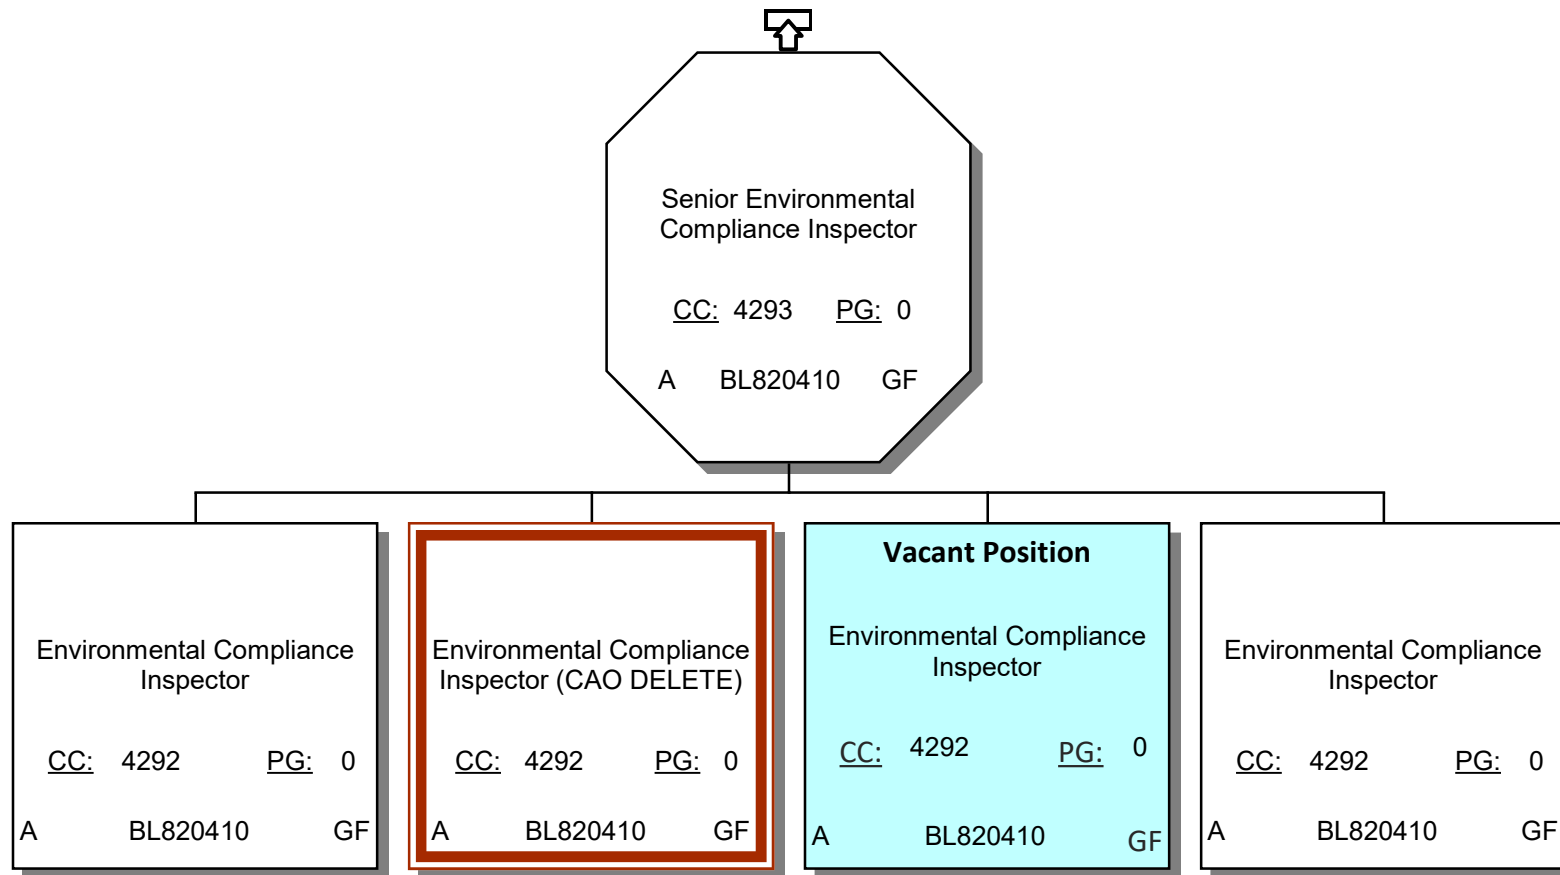 Senior Environmental
Compliance Inspector
CC: 4293 PG: 0
A BL820410 GF
Environmental Compliance
Inspector
CC: 4292 PG: 0
A BL820410 GF
Environmental Compliance
Inspector (CAO DELETE)
CC: 4292 PG: 0
A BL820410 GF
Vacant Position
Environmental Compliance
Inspector
CC: 4292 PG: 0
A BL820410 GF
Environmental Compliance
Inspector
CC: 4292 PG: 0
A BL820410 GF